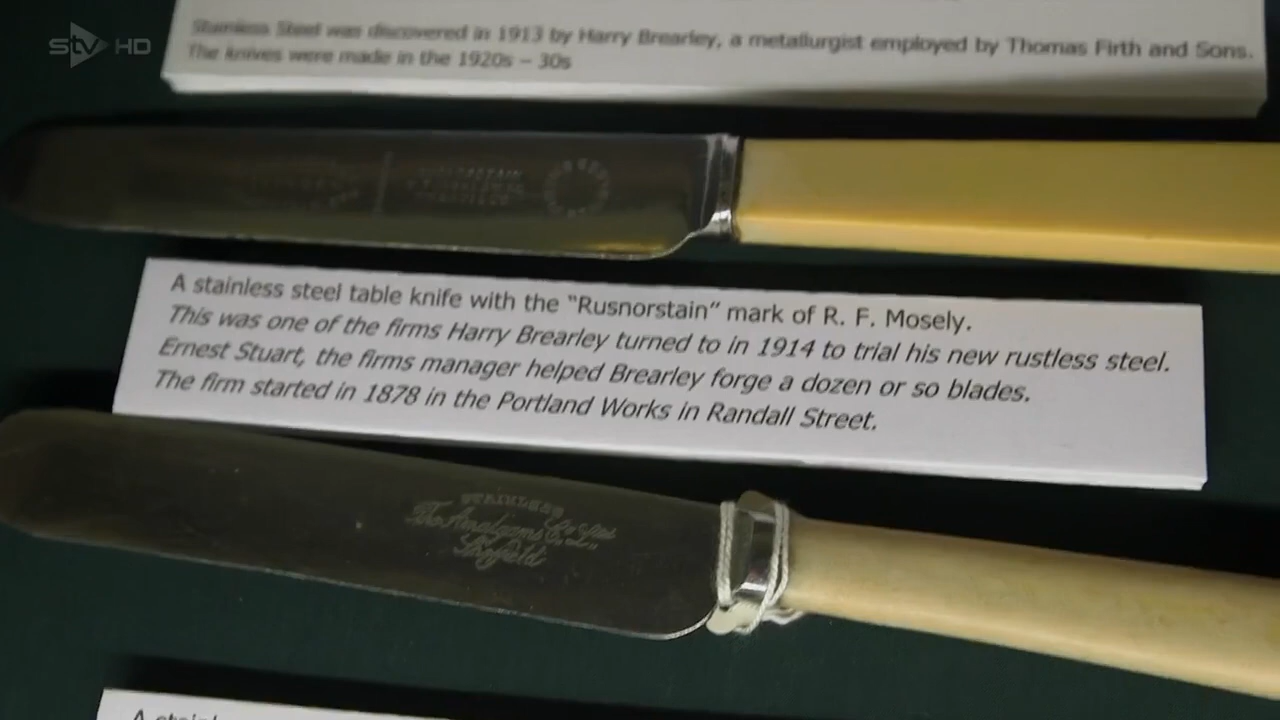 stv HD
Stainless Steel was discovered in 1913 by Harry Brearley, a metallurgist employed by Thomas Firth and Sons.
The knives were made in the 1920s – 30s
A stainless steel table knife with the “Rusnorstain” mark of R. F. Mosely.
This was one of the firms Harry Brearley turned to in 1914 to trial his new rustless steel.
Ernest Stuart, the firms manager helped Brearley forge a dozen or so blades.
The firm started in 1878 in the Portland Works in Randall Street.
STAINLESS
Sheffield
A